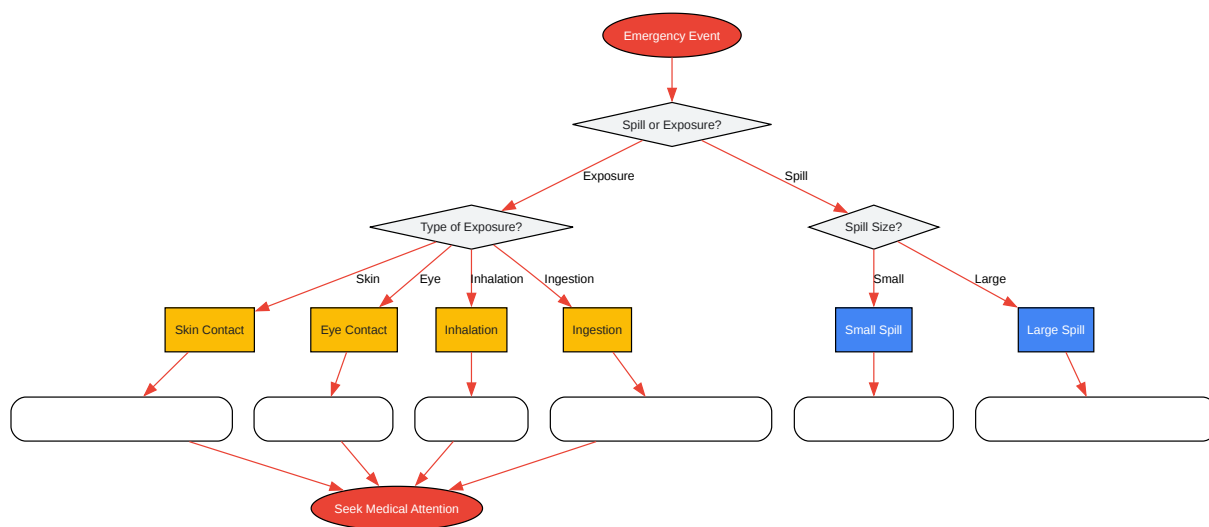 Emergency Event
Spill or Exposure?
Exposure
Spill
Type of Exposure?
Spill Size?
Skin
Eye
Inhalation
Ingestion
Small
Large
Skin Contact
Eye Contact
Inhalation
Ingestion
Small Spill
Large Spill
Seek Medical Attention